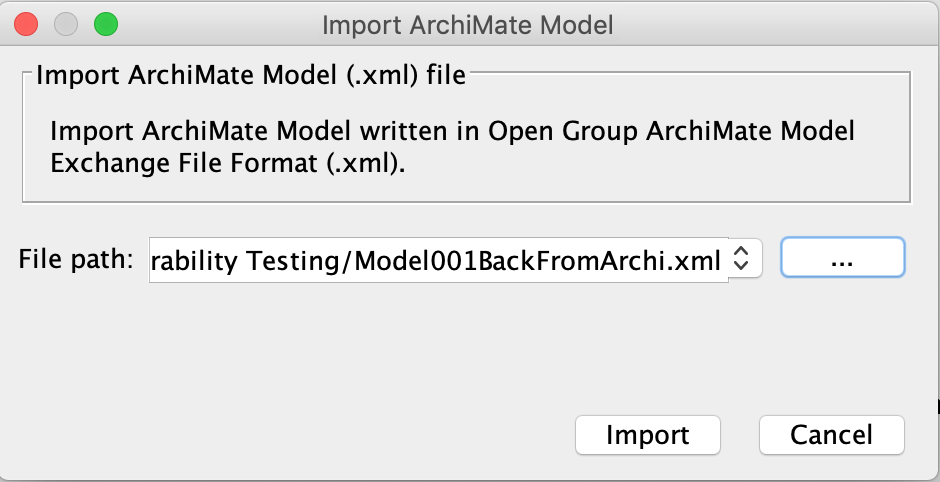 Import ArchiMate Model
Import ArchiMate Model (.xml) file
Import ArchiMate Model written in Open Group ArchiMate Model
Exchange File Format (.xml).
File path: rability Testing/Model001BackFromArchi.xml ...
Import Cancel